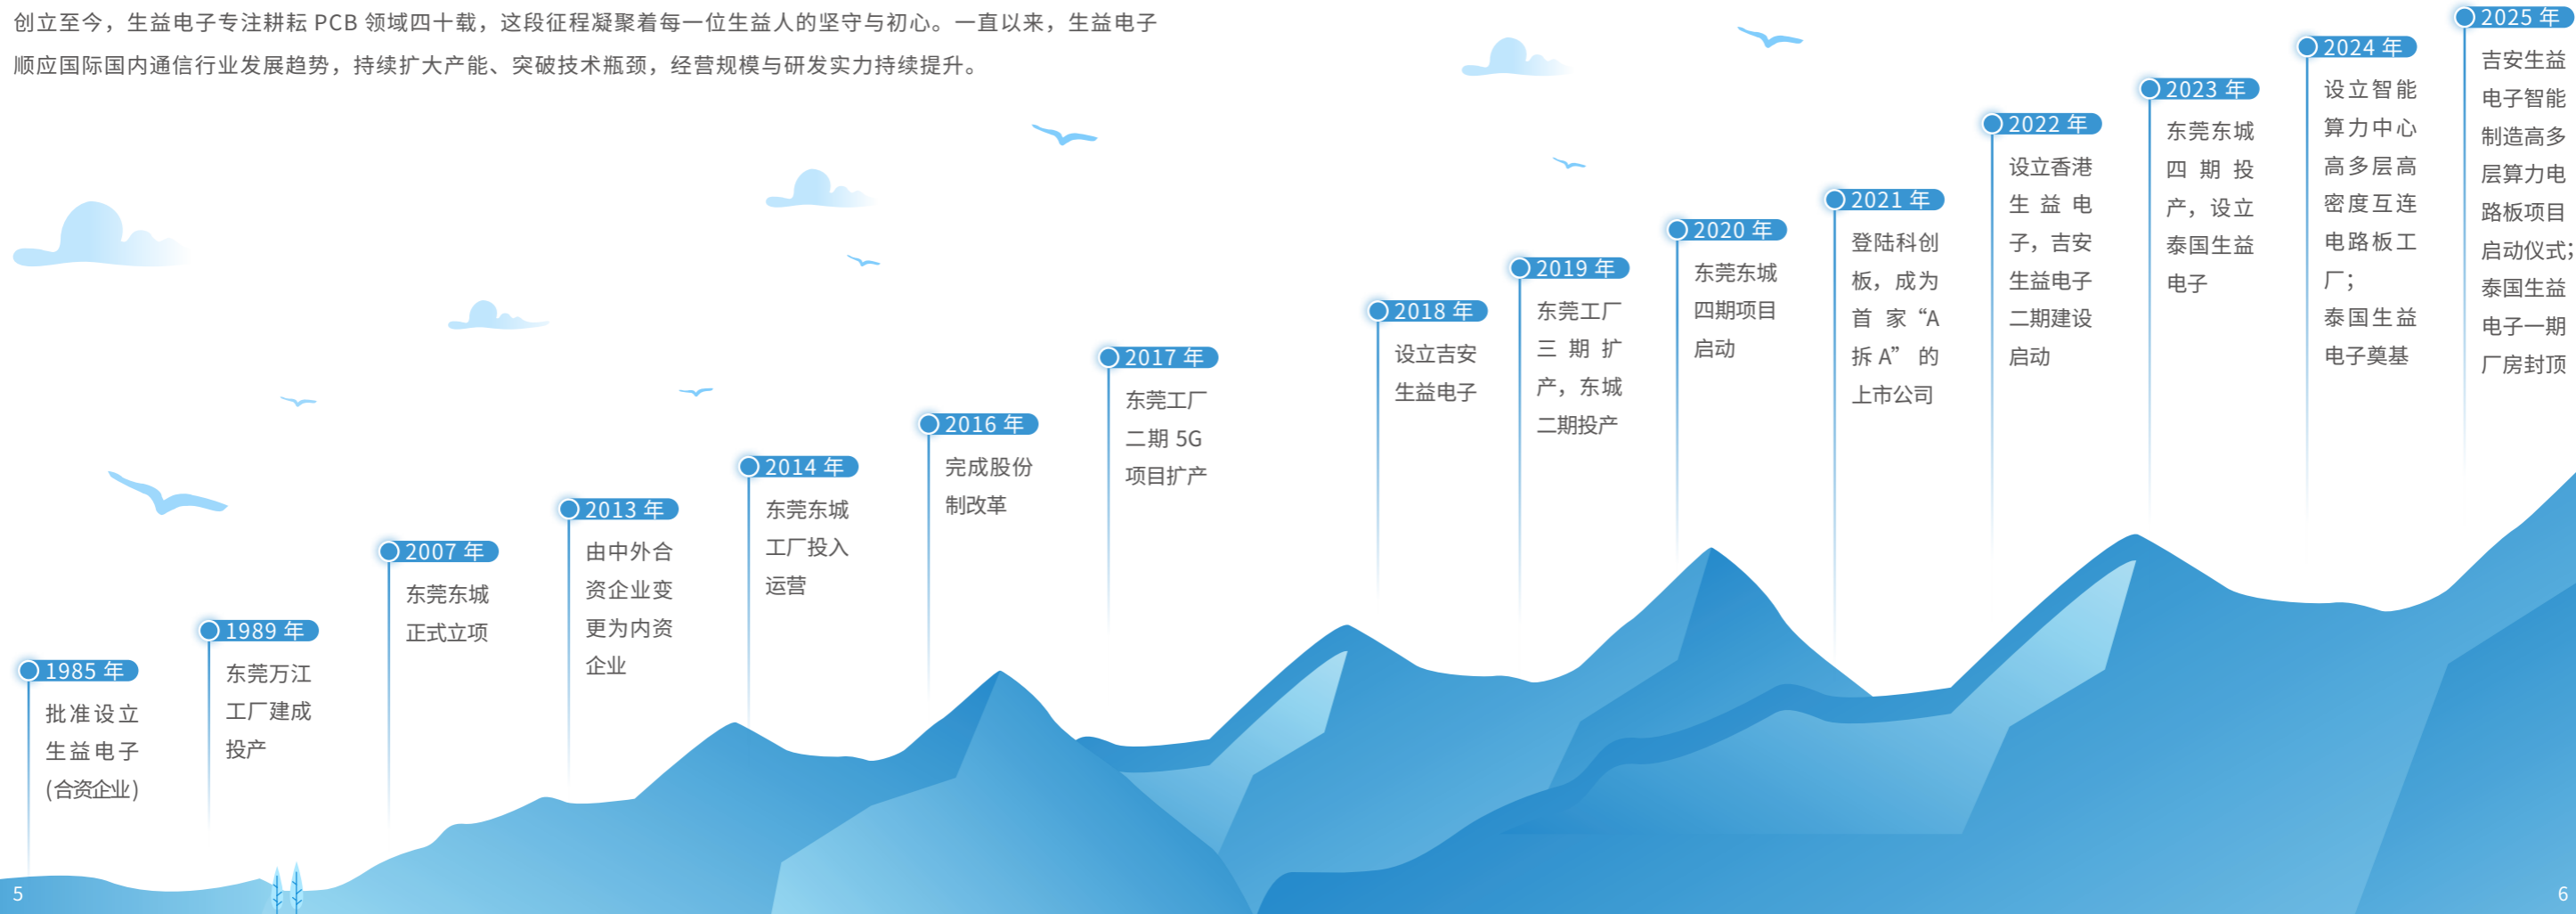 创立至今，生益电子专注耕耘 PCB 领域四十载，这段征程凝聚着每一位生益人的坚守与初心。一直以来，生益电子
顺应国际国内通信行业发展趋势，持续扩大产能、突破技术瓶颈，经营规模与研发实力持续提升。
1985 年
批准设立
生益电子
(合资企业)
1989 年
东莞万江
工厂建成
投产
2007 年
东莞东城
正式立项
2013 年
由中外合
资企业变
更为内资
企业
2014 年
东莞东城
工厂投入
运营
2016 年
完成股份
制改革
2017 年
东莞工厂
二期 5G
项目扩产
2018 年
设立吉安
生益电子
2019 年
东莞工厂
三期扩
产，东城
二期投产
2020 年
东莞东城
四期项目
启动
2021 年
登陆科创
板，成为
首家“A
拆 A”的
上市公司
2022 年
设立香港
生益电
子，吉安
生益电子
二期建设
启动
2023 年
东莞东城
四期投
产，设立
泰国生益
电子
2024 年
设立智能
算力中心
高多层高
密度互连
电路板工
厂；
泰国生益
电子奠基
2025 年
吉安生益
电子智能
制造高多
层算力电
路板项目
启动仪式；
泰国生益
电子一期
厂房封顶
5
6